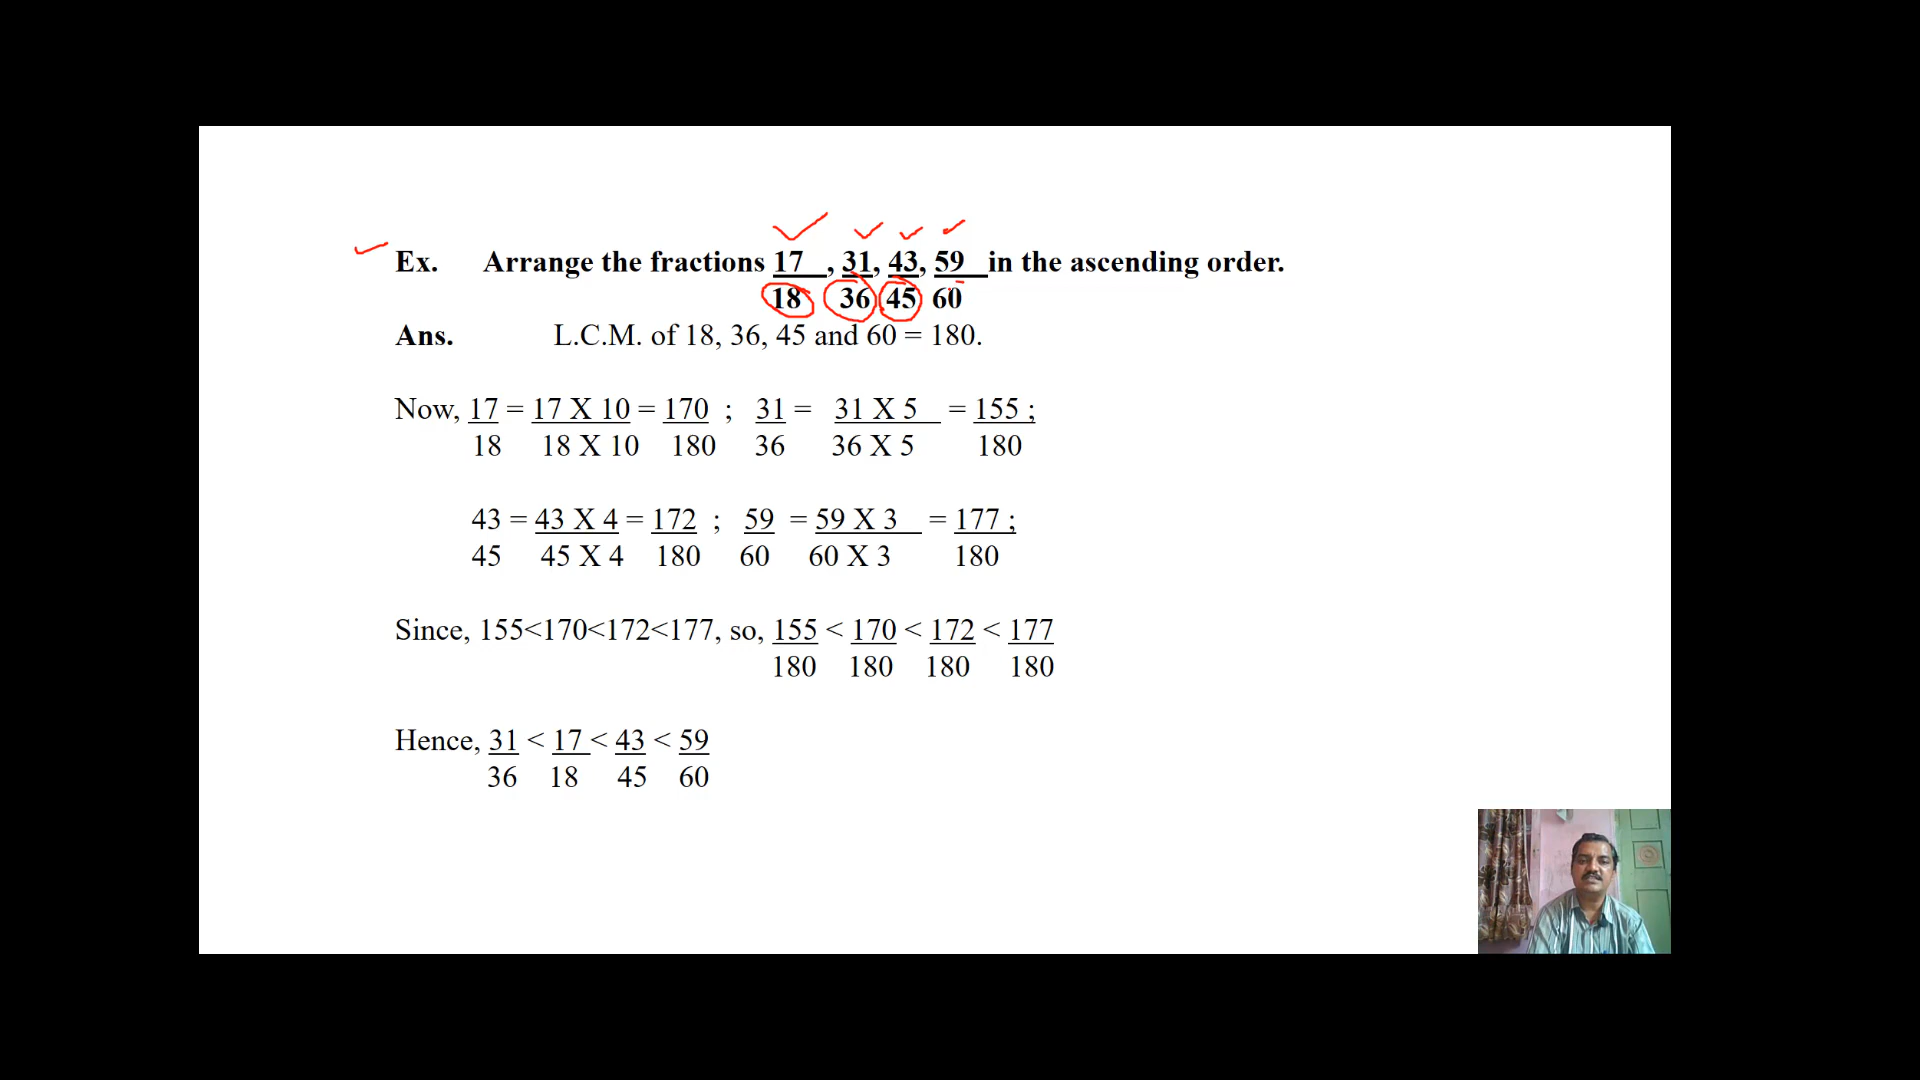 Ex. Arrange the fractions 17 , 31, 43, 59 in the ascending order.
18 36 45 60
Ans. L.C.M. of 18, 36, 45 and 60 = 180.
Now, 17 = 17 X 10 = 170 ; 31 = 31 X 5 = 155 ;
18 18 X 10 180 36 36 X 5 180
43 = 43 X 4 = 172 ; 59 = 59 X 3 = 177 ;
45 45 X 4 180 60 60 X 3 180
Since, 155<170<172<177, so, 155 < 170 < 172 < 177
180 180 180 180
Hence, 31 < 17 < 43 < 59
36 18 45 60